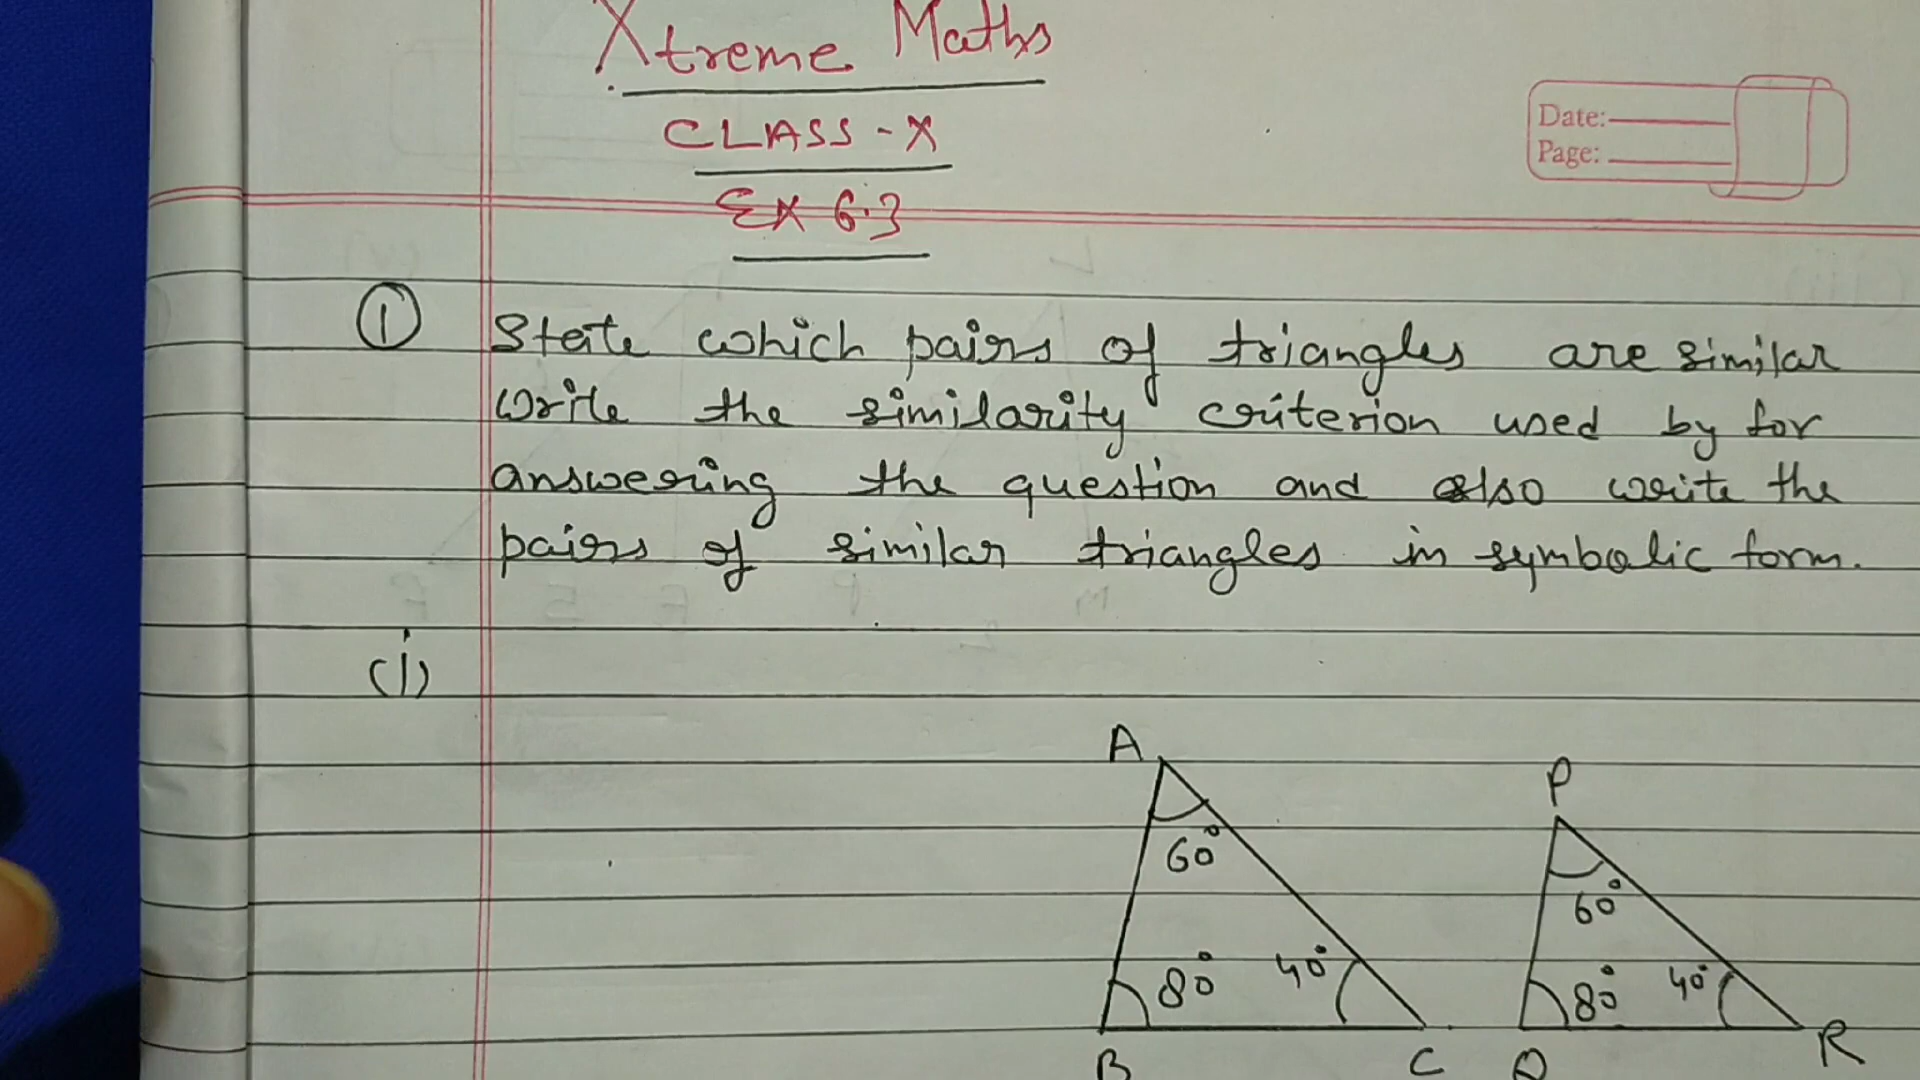 Xtreme Maths
CLASS - X
Date:
Page:
EX 6.3
① State which pairs of triangles are similar
Write the similarity criterion used by for
answering the question and also write the
pairs of similar triangles in symbolic form.
(i)
A
P
60°
60°
80° 40° 80° 40°
B C Q R